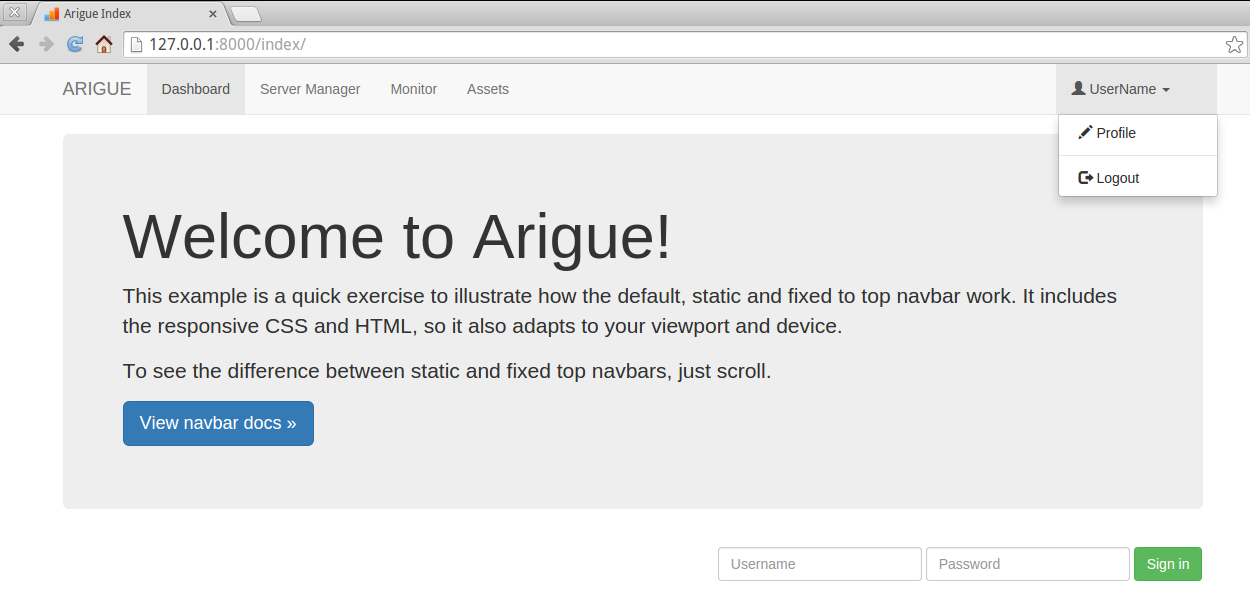 Arigue Index
127.0.0.1:8000/index/
ARIGUE Dashboard Server Manager Monitor Assets UserName
Profile
Logout
Welcome to Arigue!
This example is a quick exercise to illustrate how the default, static and fixed to top navbar work. It includes
the responsive CSS and HTML, so it also adapts to your viewport and device.
To see the difference between static and fixed top navbars, just scroll.
View navbar docs »
Username Password Sign in